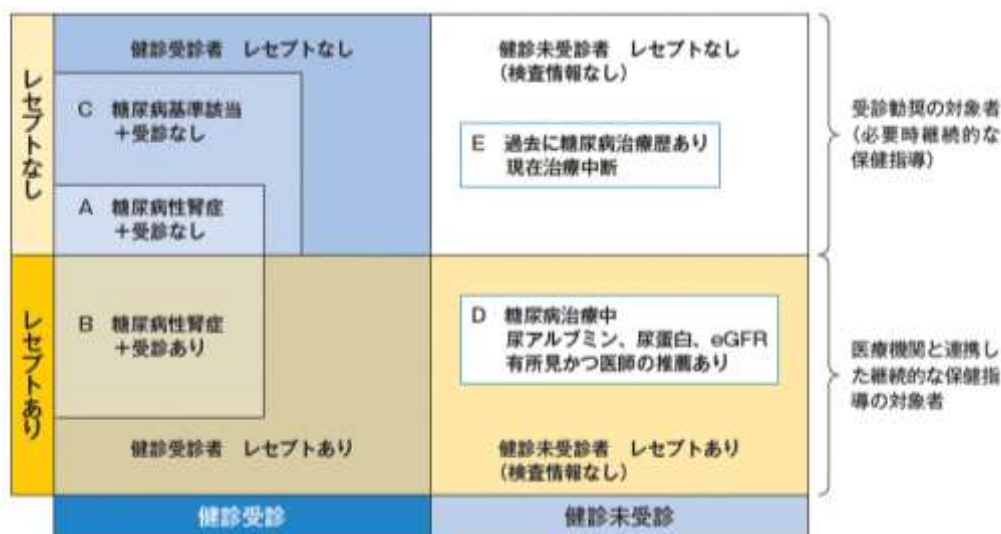 レセプトなし
健診受診者 レセプトなし
C 糖尿病基準該当
+受診なし
A 糖尿病性腎症
+受診なし
健診未受診者 レセプトなし
(検査情報なし)
E 過去に糖尿病治療歴あり
現在治療中断
受診勧奨の対象者
(必要時継続的な
保健指導)
レセプトあり
B 糖尿病性腎症
+受診あり
健診受診者 レセプトあり
D 糖尿病治療中
尿アルブミン、尿蛋白、eGFR
有所見かつ医師の推薦あり
健診未受診者 レセプトあり
(検査情報なし)
医療機関と連携し
た継続的な保健指
導の対象者
健診受診
健診未受診